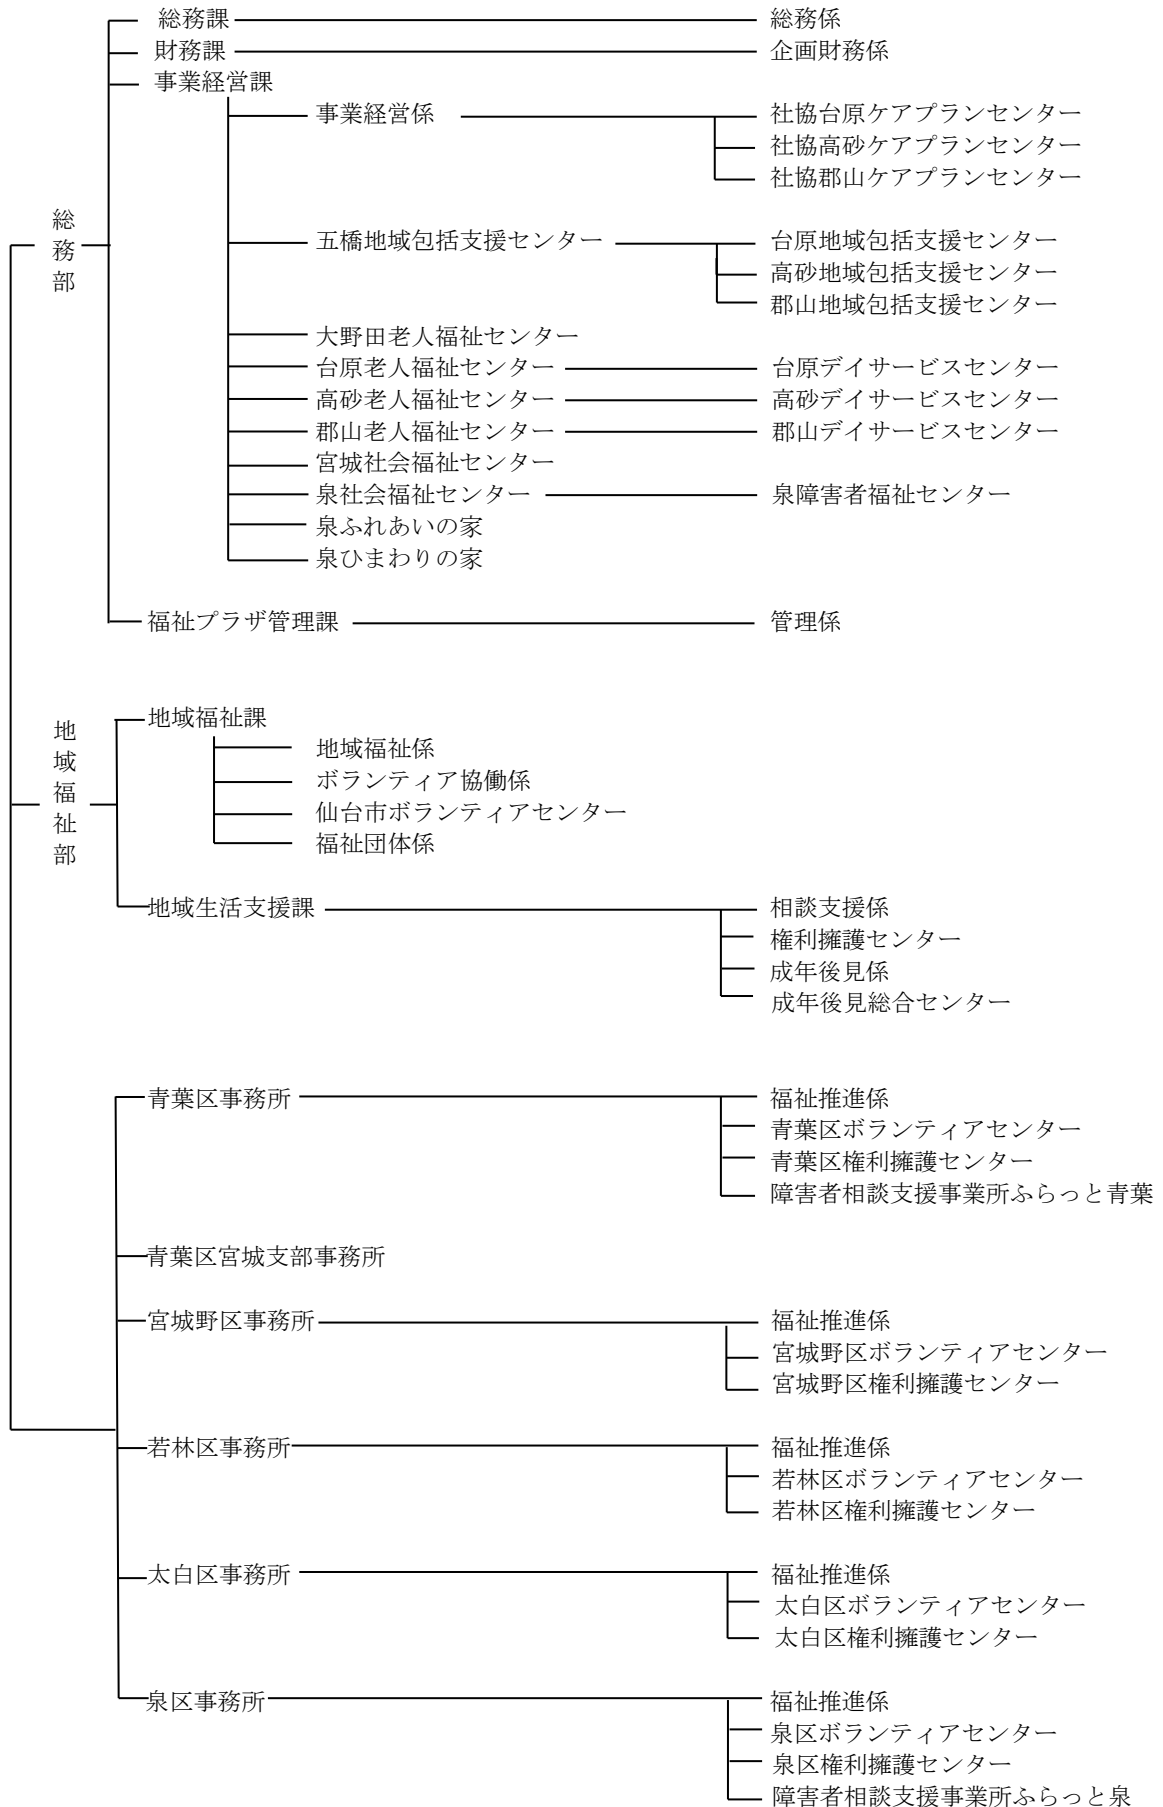 総務課 総務係
財務課 企画財務係
事業経営課
事業経営係 社協台原ケアプランセンター
社協高砂ケアプランセンター
社協郡山ケアプランセンター
総務部
五橋地域包括支援センター 台原地域包括支援センター
高砂地域包括支援センター
郡山地域包括支援センター
大野田老人福祉センター
台原老人福祉センター 台原デイサービスセンター
高砂老人福祉センター 高砂デイサービスセンター
郡山老人福祉センター 郡山デイサービスセンター
宮城社会福祉センター
泉社会福祉センター 泉障害者福祉センター
泉ふれあいの家
泉ひまわりの家
福祉プラザ管理課 管理係
地域福祉部
地域福祉課
地域福祉係
ボランティア協働係
仙台市ボランティアセンター
福祉団体係
地域生活支援課 相談支援係
権利擁護センター
成年後見係
成年後見総合センター
青葉区事務所 福祉推進係
青葉区ボランティアセンター
青葉区権利擁護センター
障害者相談支援事業所ふらっと青葉
青葉区宮城支部事務所
宮城野区事務所 福祉推進係
宮城野区ボランティアセンター
宮城野区権利擁護センター
若林区事務所 福祉推進係
若林区ボランティアセンター
若林区権利擁護センター
太白区事務所 福祉推進係
太白区ボランティアセンター
太白区権利擁護センター
泉区事務所 福祉推進係
泉区ボランティアセンター
泉区権利擁護センター
障害者相談支援事業所ふらっと泉